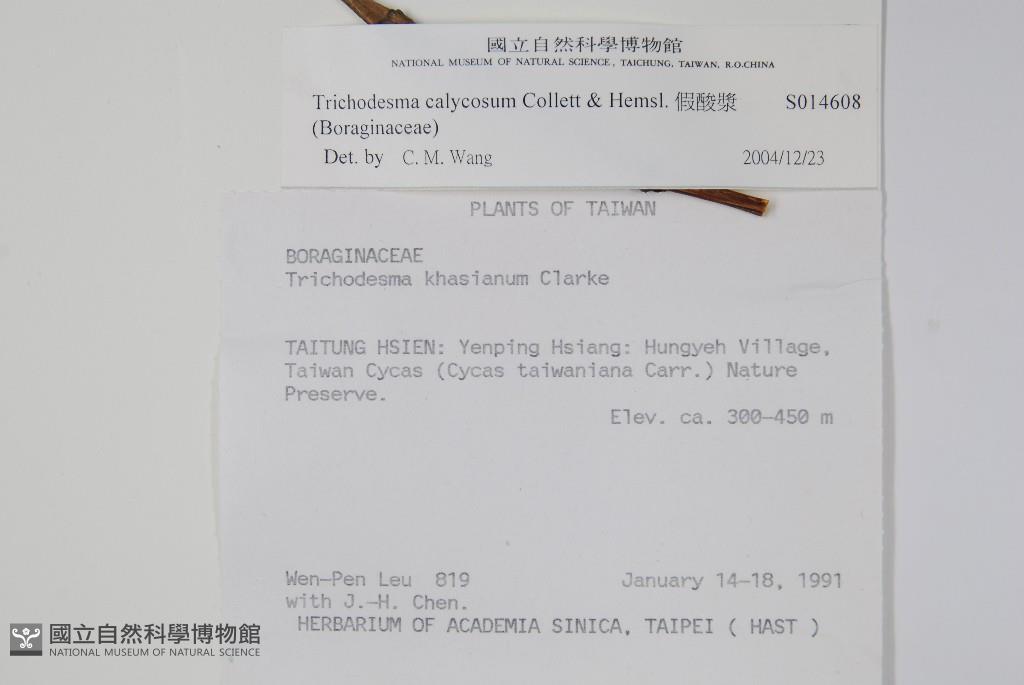 國立自然科學博物館
NATIONAL MUSEUM OF NATURAL SCIENCE, TAICHUNG, TAIWAN, R.O.CHINA
Trichodesma calycosum Collett & Hemsl. 假酸漿 S014608
(Boraginaceae)
Det. by C. M. Wang 2004/12/23
PLANTS OF TAIWAN
BORAGINACEAE
Trichodesma khasianum Clarke
TAITUNG HSIEN: Yenping Hsiang: Hungyeh Village,
Taiwan Cycas (Cycas taiwaniana Carr.) Nature
Preserve.
Elev. ca. 300-450 m
Wen-Pen Leu 819 January 14-18, 1991
with J.-H. Chen.
HERBARIUM OF ACADEMIA SINICA, TAIPEI ( HAST )
國立自然科學博物館
NATIONAL MUSEUM OF NATURAL SCIENCE